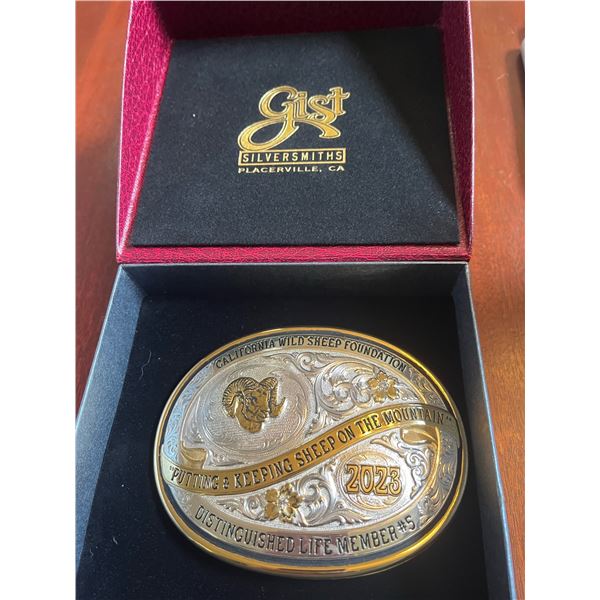 Gist
SILVERSMITHS
PLACERVILLE, CA
CALIFORNIA WILD SHEEP FOUNDATION
"PUTTING & KEEPING SHEEP ON THE MOUNTAIN"
2023
DISTINGUISHED LIFE MEMBER #5